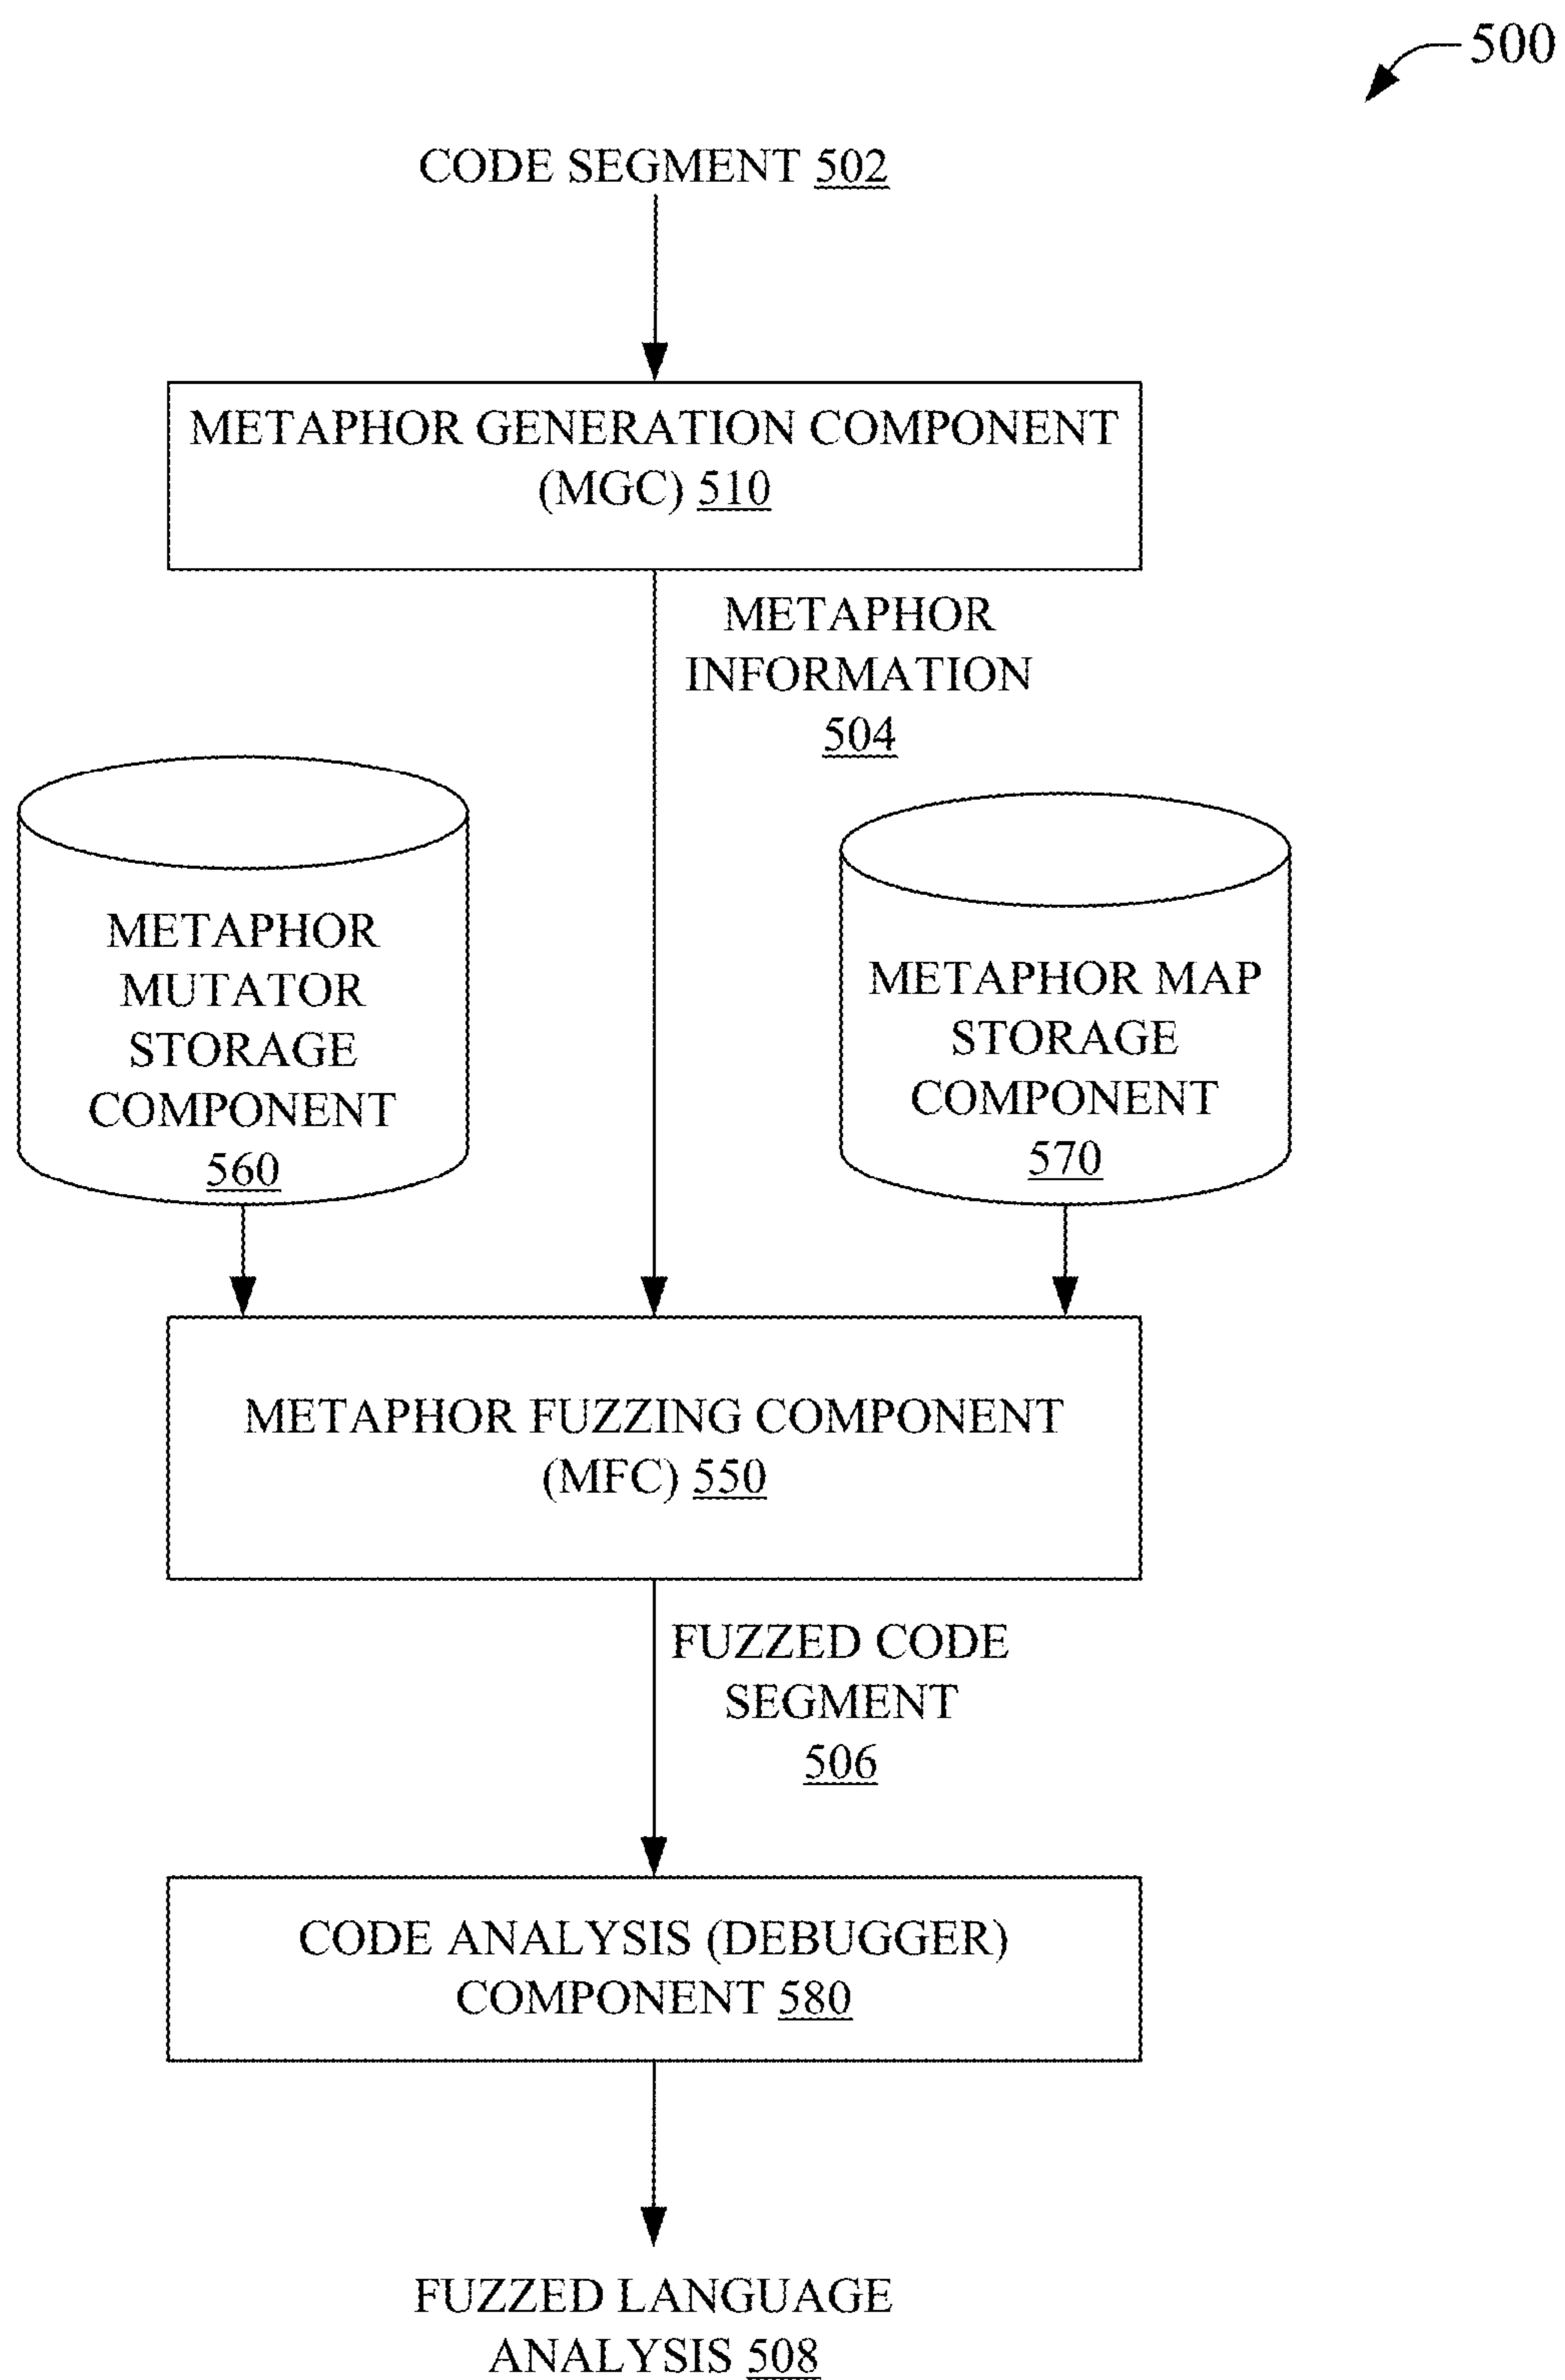 500
CODE SEGMENT 502
METAPHOR GENERATION COMPONENT
(MGC) 510
METAPHOR
INFORMATION
504
METAPHOR
MUTATOR
STORAGE
COMPONENT
560
METAPHOR MAP
STORAGE
COMPONENT
570
METAPHOR FUZZING COMPONENT
(MFC) 550
FUZZED CODE
SEGMENT
506
CODE ANALYSIS (DEBUGGER)
COMPONENT 580
FUZZED LANGUAGE
ANALYSIS 508